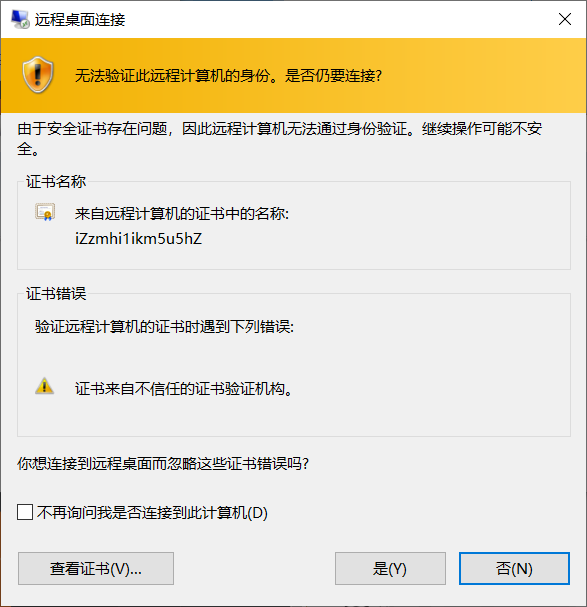 远程桌面连接
无法验证此远程计算机的身份。是否仍要连接?
由于安全证书存在问题，因此远程计算机无法通过身份验证。继续操作可能不安
全。
证书名称
来自远程计算机的证书中的名称:
iZzmhi1ikm5u5hZ
证书错误
验证远程计算机的证书时遇到下列错误:
证书来自不信任的证书验证机构。
你想连接到远程桌面而忽略这些证书错误吗?
不再询问我是否连接到此计算机(D)
查看证书(V)... 是(Y) 否(N)